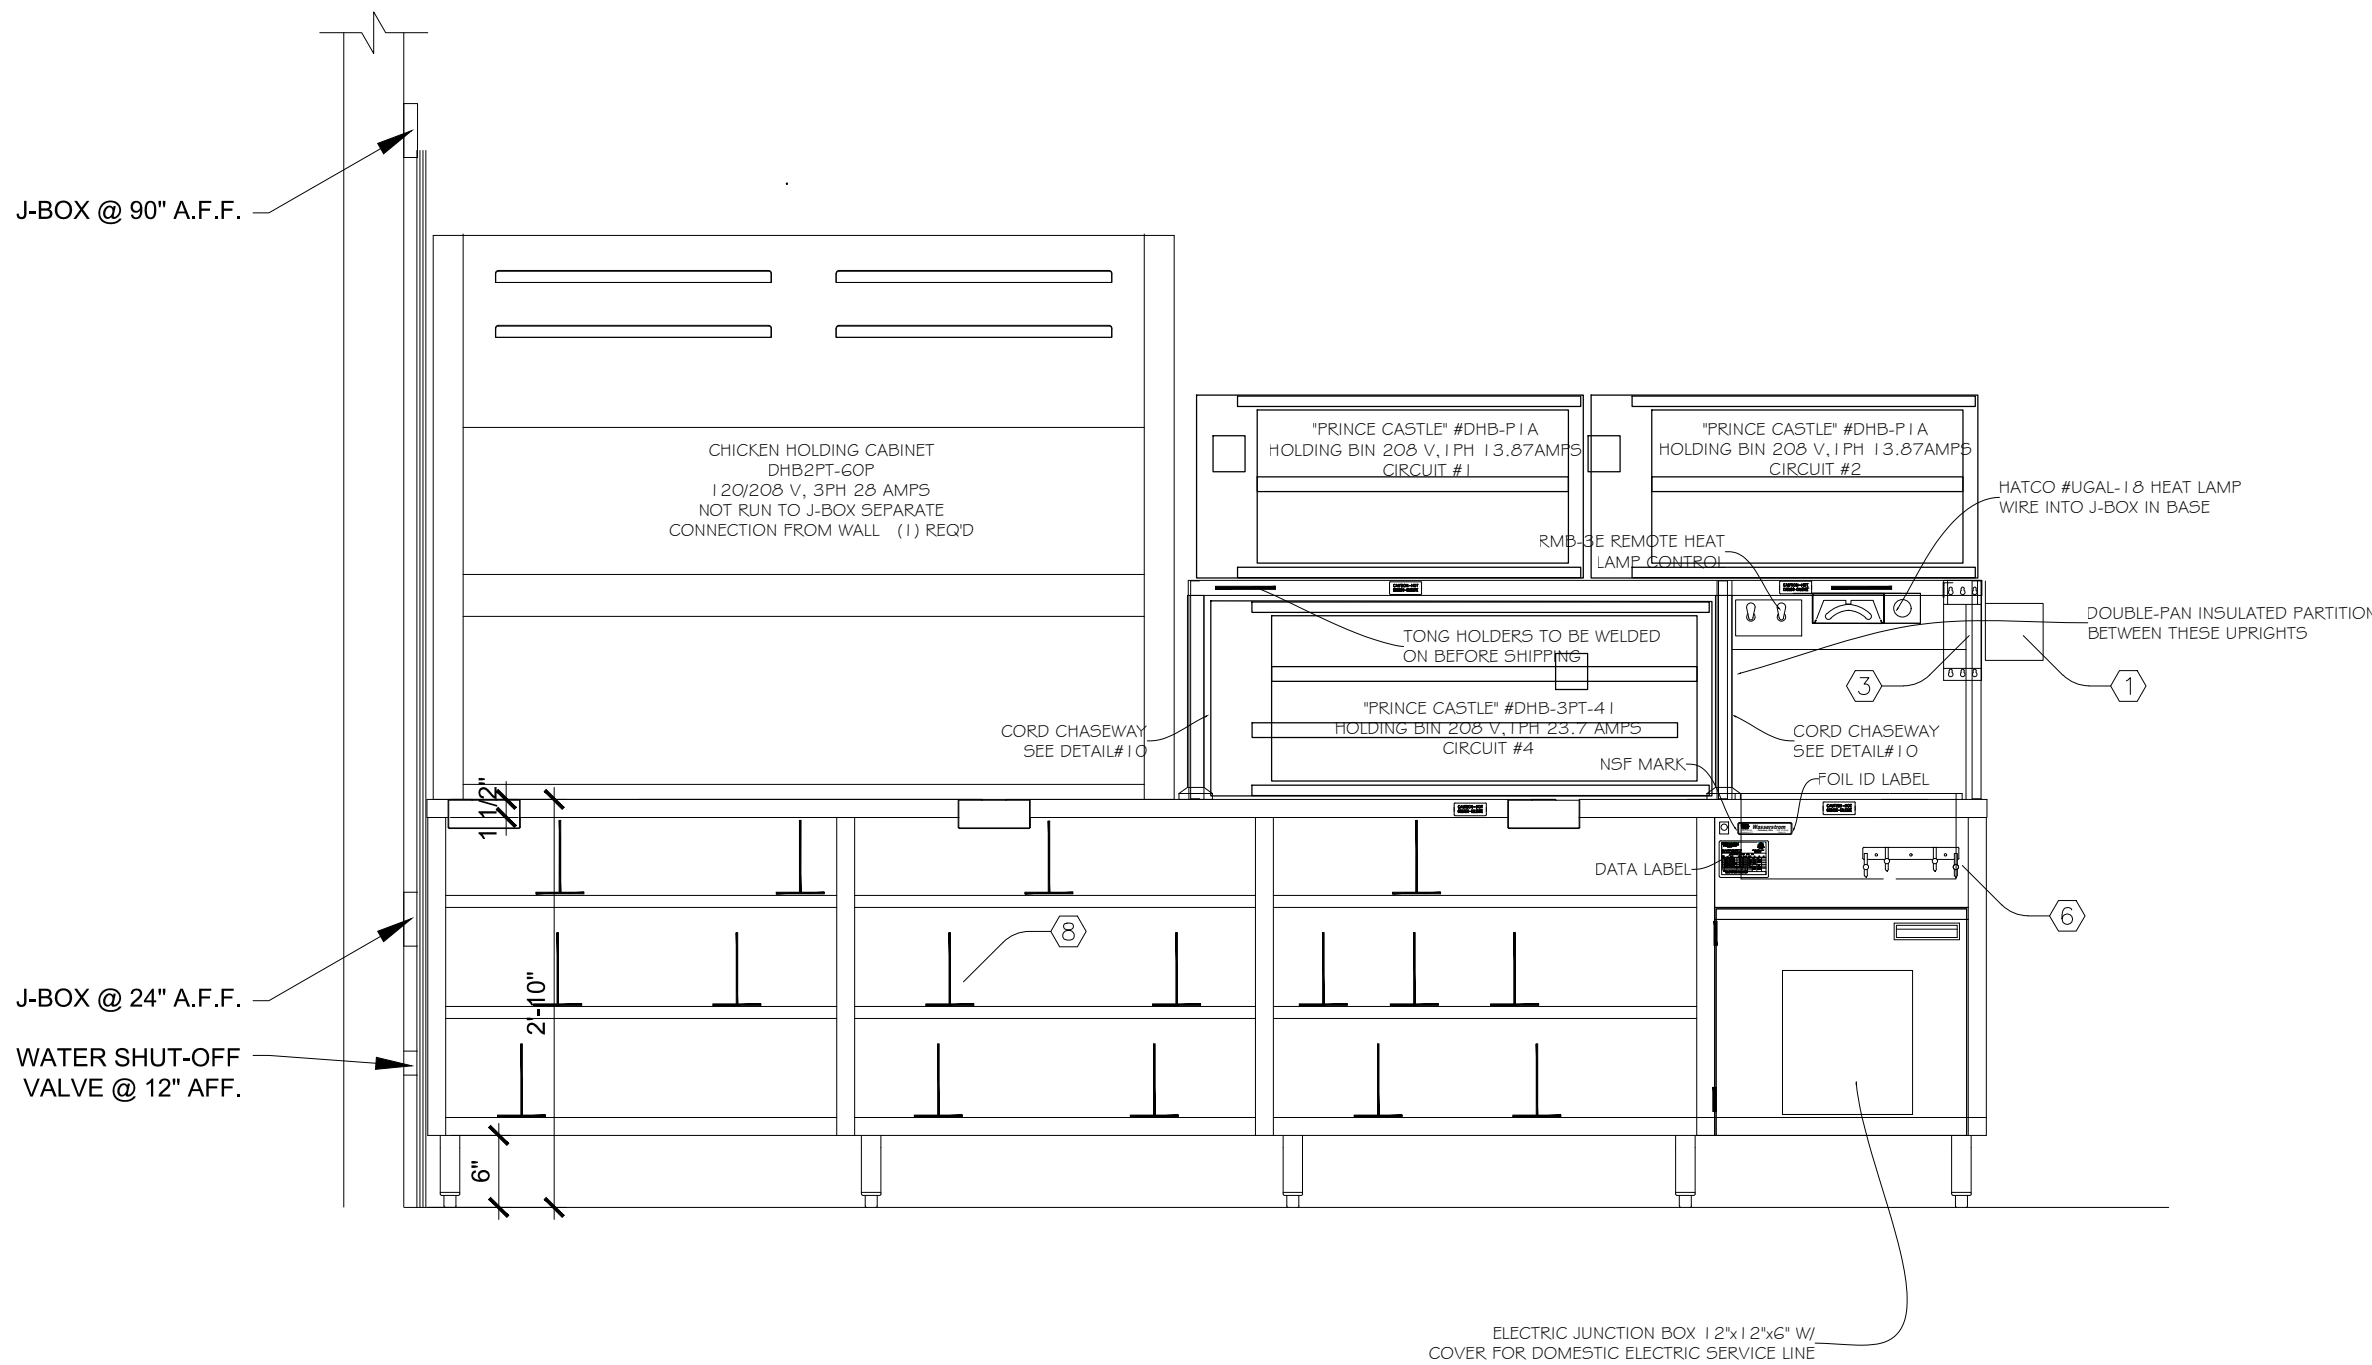 J-BOX @ 90" A.F.F.
CHICKEN HOLDING CABINET
DHB2PT-60P
120/208 V, 3PH 28 AMPS
NOT RUN TO J-BOX SEPARATE
CONNECTION FROM WALL (1) REQ'D
"PRINCE CASTLE" #DHB-P1A
HOLDING BIN 208 V, 1PH 13.87AMPS
CIRCUIT #1
"PRINCE CASTLE" #DHB-P1A
HOLDING BIN 208 V, 1PH 13.87AMPS
CIRCUIT #2
HATCO #UGAL-18 HEAT LAMP
WIRE INTO J-BOX IN BASE
RMB-3E REMOTE HEAT
LAMP CONTROL
DOUBLE-PAN INSULATED PARTITION
BETWEEN THESE UPRIGHTS
TONG HOLDERS TO BE WELDED
ON BEFORE SHIPPING
3
1
"PRINCE CASTLE" #DHB-3PT-41
HOLDING BIN 208 V, 1PH 23.7 AMPS
CIRCUIT #4
CORD CHASEWAY
SEE DETAIL#10
CORD CHASEWAY
SEE DETAIL#10
NSF MARK
FOIL ID LABEL
1 1/2"
Wasserstrom
DATA LABEL
6
8
J-BOX @ 24" A.F.F.
2'-10"
WATER SHUT-OFF
VALVE @ 12" AFF.
6"
ELECTRIC JUNCTION BOX 12"x12"x6" W/
COVER FOR DOMESTIC ELECTRIC SERVICE LINE